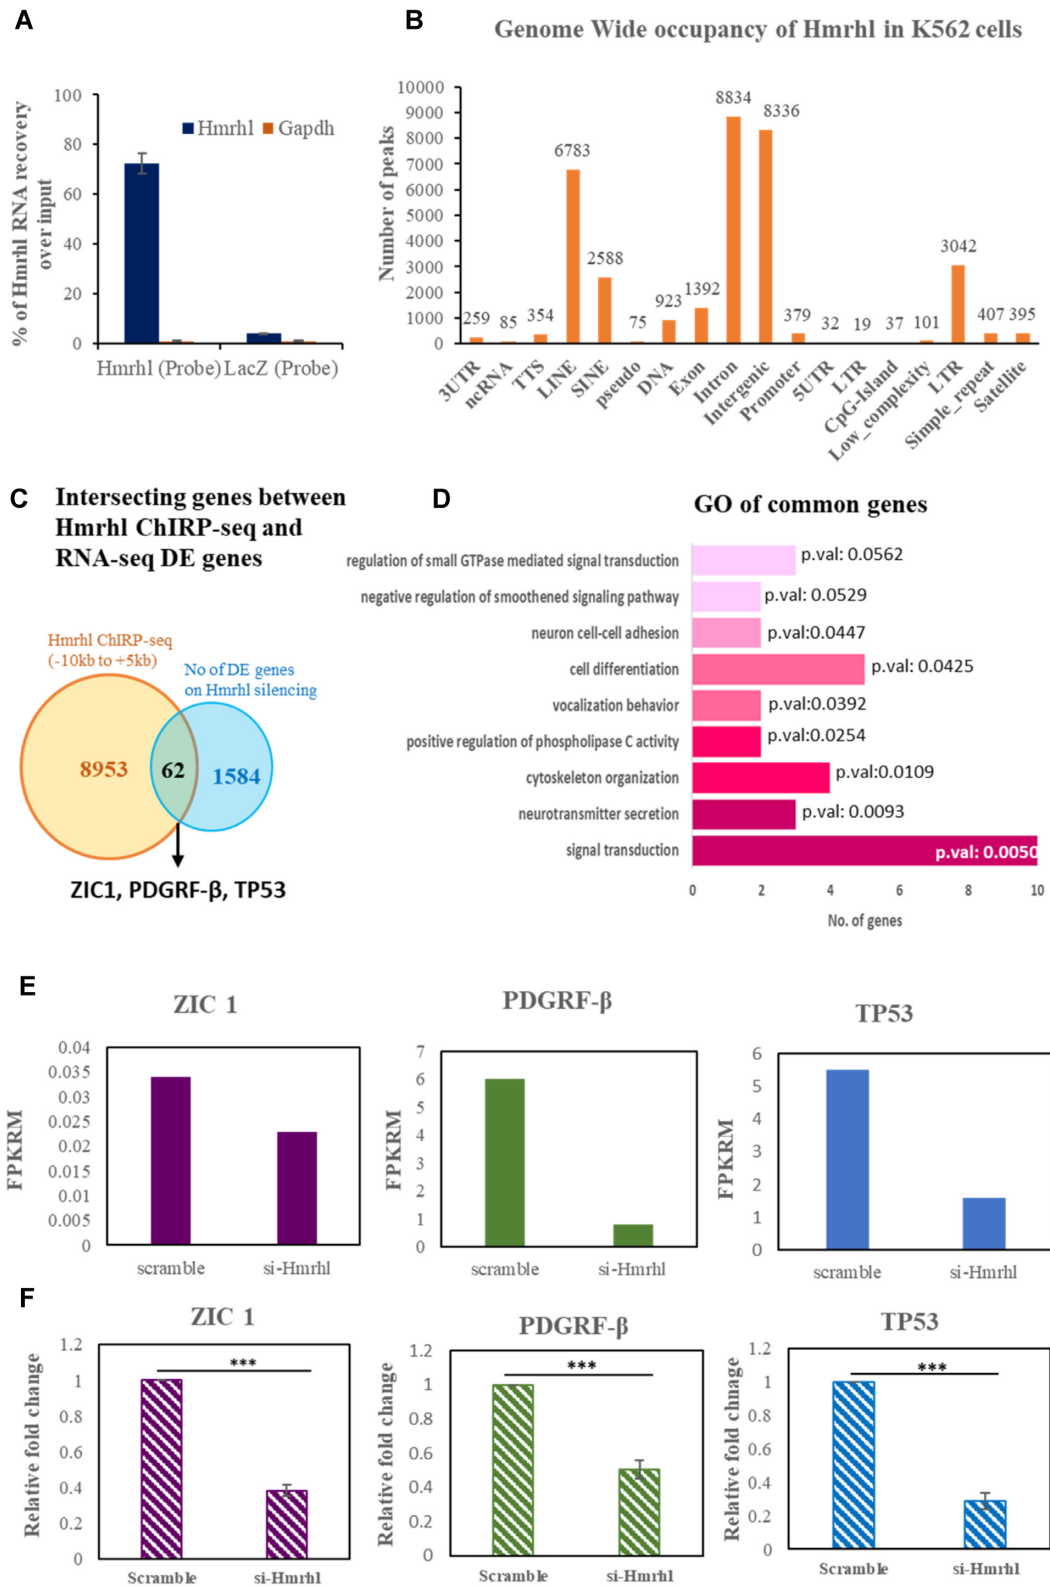 A
% of Hmrhl RNA recovery
over input
100
80
60
40
20
0
Hmrhl
Gapdh
Hmrhl (Probe)
LacZ (Probe)
B
Genome Wide occupancy of Hmrhl in K562 cells
Number of peaks
10000
9000
8000
7000
6000
5000
4000
3000
2000
1000
0
259
85
354
6783
2588
75
923
1392
8834
8336
379
32
19
37
101
3042
407
395
3UTR
ncRNA
TTS
LINE
SINE
pseudo
DNA
Exon
Intron
Intergenic
Promoter
5UTR
LTR
CpG-Island
Low_complexity
LTR
Simple_repeat
Satellite
C
Intersecting genes between
Hmrhl ChIRP-seq and
RNA-seq DE genes
Hmrhl ChIRP-seq
(-10kb to +5kb)
No of DE genes
on Hmrhl silencing
8953
62
1584
ZIC1, PDGRF-β, TP53
D
GO of common genes
regulation of small GTPase mediated signal transduction
p.val: 0.0562
negative regulation of smoothened signaling pathway
p.val: 0.0529
neuron cell-cell adhesion
p.val:0.0447
cell differentiation
p.val: 0.0425
vocalization behavior
p.val:0.0392
positive regulation of phospholipase C activity
p.val:0.0254
cytoskeleton organization
p.val:0.0109
neurotransmitter secretion
p.val: 0.0093
signal transduction
p.val: 0.0050
0 2 4 6 8 10
No. of genes
E
ZIC 1
FPKRM
0.04
0.035
0.03
0.025
0.02
0.015
0.01
0.005
0
scramble
si-Hmrhl
PDGRF-β
FPKRM
7
6
5
4
3
2
1
0
scramble
si-Hmrhl
TP53
FPKRM
6
5
4
3
2
1
0
scramble
si-Hmrhl
F
ZIC 1
Relative fold change
1.2
1
0.8
0.6
0.4
0.2
0
***
Scramble
si-Hmrhl
PDGRF-β
Relative fold change
1.2
1
0.8
0.6
0.4
0.2
0
***
Scramble
si-Hmrhl
TP53
Relative fold chnage
1.2
1
0.8
0.6
0.4
0.2
0
***
Scramble
si-Hmrhl